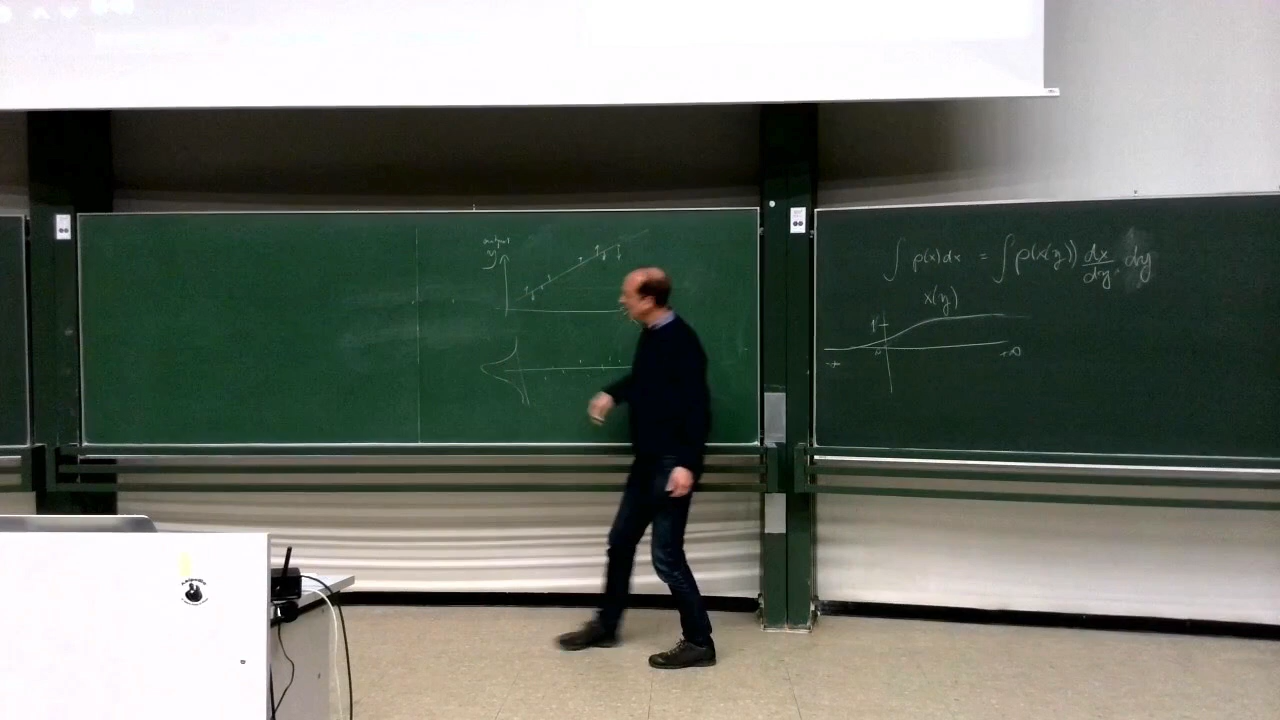 output
y
∫ p(x) dx = ∫ p(x(y)) dx/dy · dy
x(y)
1
+∞